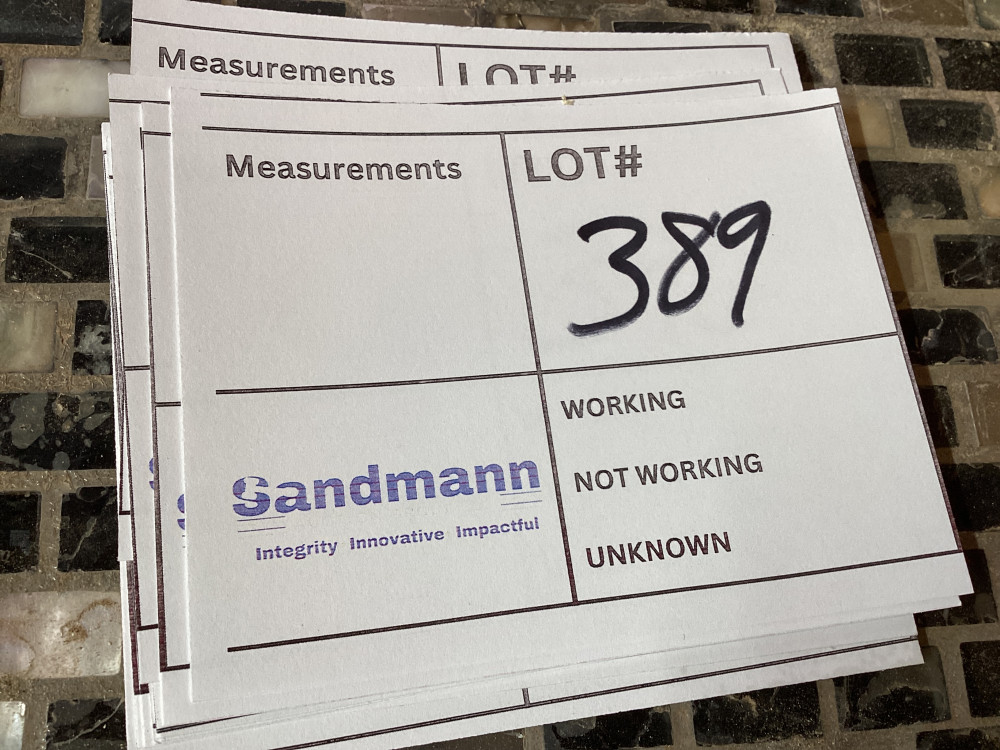 Measurements
LOT#
Measurements
LOT#
389
WORKING
NOT WORKING
UNKNOWN
Sandmann
Integrity Innovative Impactful